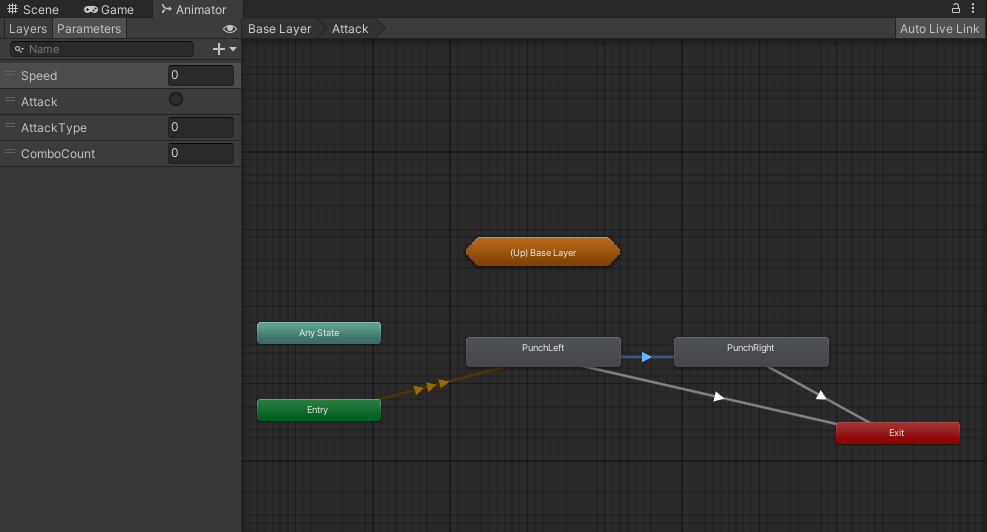 Scene Game Animator
Layers Parameters Base Layer Attack Auto Live Link
Name
Speed 0
Attack
AttackType 0
ComboCount 0
(Up) Base Layer
Any State
PunchLeft PunchRight
Entry
Exit